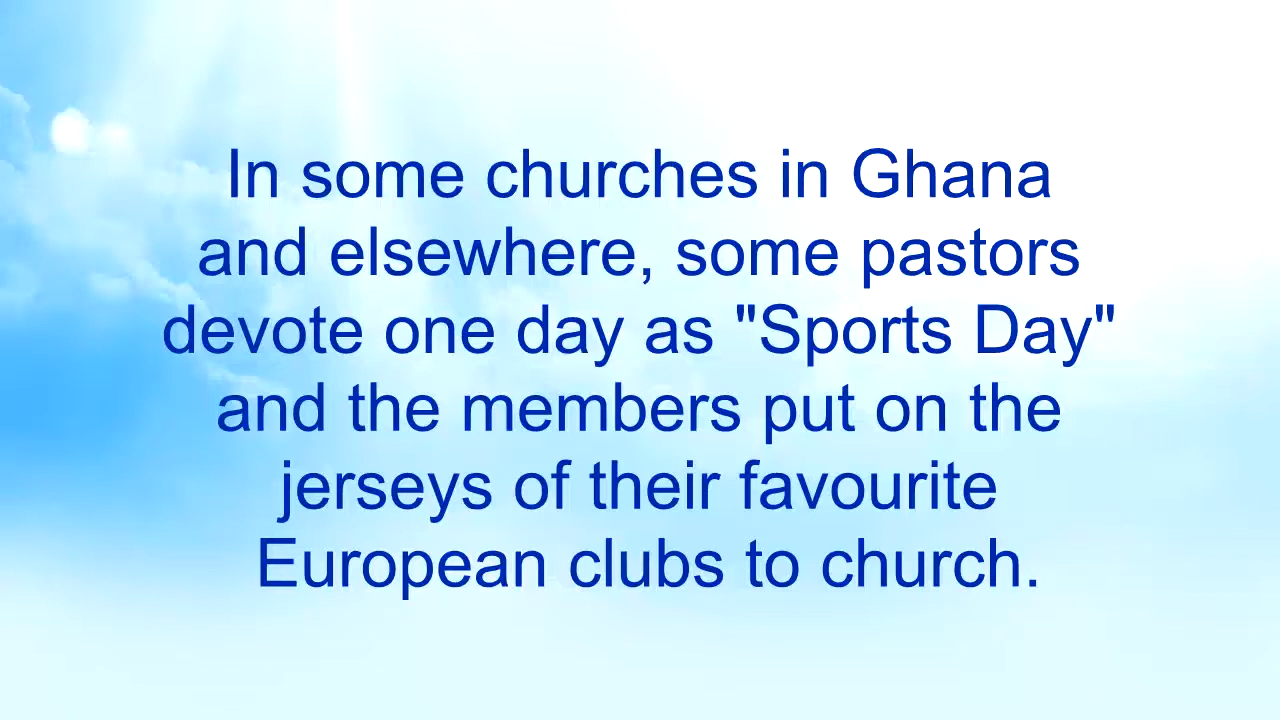 In some churches in Ghana
and elsewhere, some pastors
devote one day as "Sports Day"
and the members put on the
jerseys of their favourite
European clubs to church.